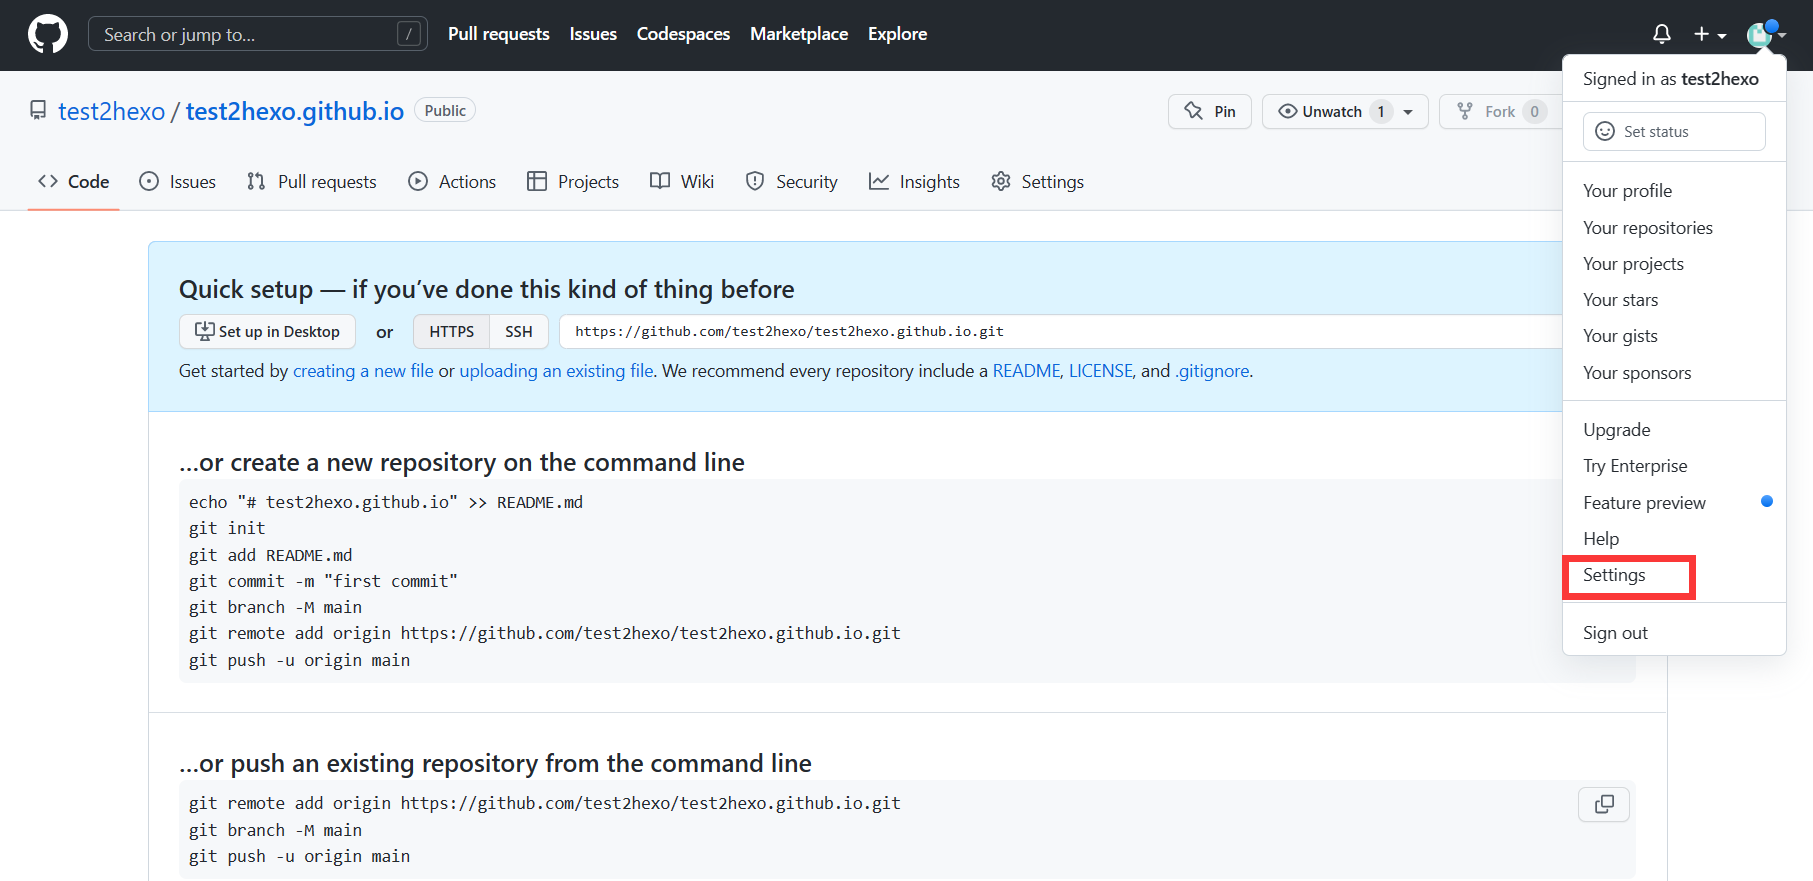 Search or jump to... /
Pull requests Issues Codespaces Marketplace Explore
test2hexo / test2hexo.github.io Public
Pin
Unwatch 1
Fork 0
Code Issues Pull requests Actions Projects Wiki Security Insights Settings
Signed in as test2hexo
Set status
Your profile
Your repositories
Your projects
Your stars
Your gists
Your sponsors
Upgrade
Try Enterprise
Feature preview
Help
Settings
Sign out
Quick setup — if you’ve done this kind of thing before
Set up in Desktop or HTTPS SSH https://github.com/test2hexo/test2hexo.github.io.git
Get started by creating a new file or uploading an existing file. We recommend every repository include a README, LICENSE, and .gitignore.
...or create a new repository on the command line
echo "# test2hexo.github.io" >> README.md
git init
git add README.md
git commit -m "first commit"
git branch -M main
git remote add origin https://github.com/test2hexo/test2hexo.github.io.git
git push -u origin main
...or push an existing repository from the command line
git remote add origin https://github.com/test2hexo/test2hexo.github.io.git
git branch -M main
git push -u origin main